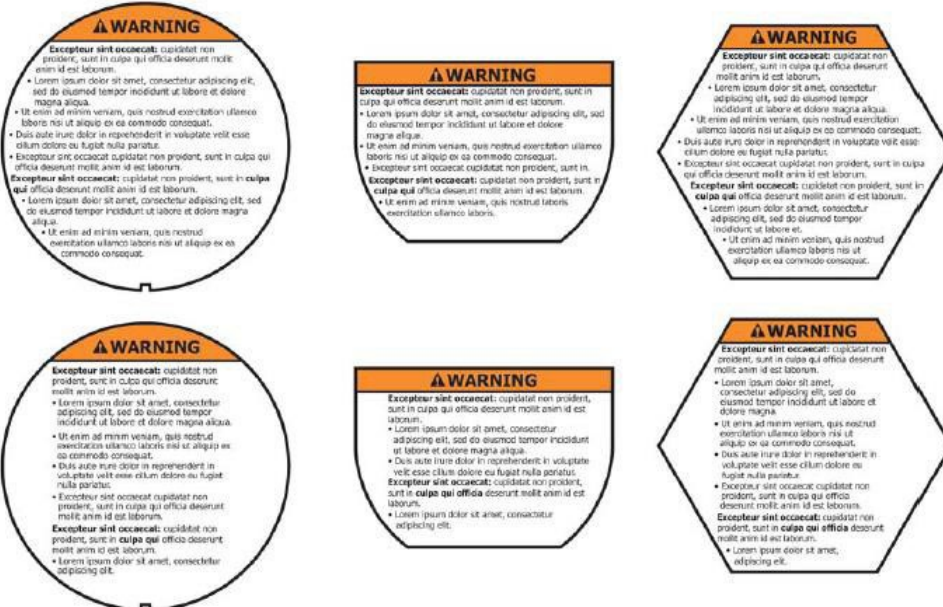 WARNING
Excepteur sint occaecat: cupidatat non
proident, sunt in culpa qui officia deserunt mollit
anim id est laborum.
• Lorem ipsum dolor sit amet, consectetur adipiscing elit,
sed do eiusmod tempor incididunt ut labore et dolore
magna aliqua.
• Ut enim ad minim veniam, quis nostrud exercitation ullamco
laboris nisi ut aliquip ex ea commodo consequat.
• Duis aute irure dolor in reprehenderit in voluptate velit esse
cillum dolore eu fugiat nulla pariatur.
• Excepteur sint occaecat cupidatat non proident, sunt in culpa qui
officia deserunt mollit anim id est laborum.
Excepteur sint occaecat: cupidatat non proident, sunt in culpa
qui officia deserunt mollit anim id est laborum.
• Lorem ipsum dolor sit amet, consectetur adipiscing elit, sed
do eiusmod tempor incididunt ut labore et dolore magna
aliqua.
• Ut enim ad minim veniam, quis nostrud
exercitation ullamco laboris nisi ut aliquip ex ea
commodo consequat.
WARNING
Excepteur sint occaecat: cupidatat non proident, sunt in
culpa qui officia deserunt mollit anim id est laborum.
• Lorem ipsum dolor sit amet, consectetur adipiscing elit, sed
do eiusmod tempor incididunt ut labore et dolore
magna aliqua.
• Ut enim ad minim veniam, quis nostrud exercitation ullamco
laboris nisi ut aliquip ex ea commodo consequat.
• Excepteur sint occaecat cupidatat non proident, sunt in.
Excepteur sint occaecat: cupidatat non proident, sunt in
culpa qui officia deserunt mollit anim id est laborum.
• Ut enim ad minim veniam, quis nostrud laboris
exercitation ullamco laboris.
WARNING
Excepteur sint occaecat: cupidatat non
proident, sunt in culpa qui officia deserunt
mollit anim id est laborum.
• Lorem ipsum dolor sit amet, consectetur
adipiscing elit, sed do eiusmod tempor
incididunt ut labore et dolore magna aliqua.
• Ut enim ad minim veniam, quis nostrud exercitation
ullamco laboris nisi ut aliquip ex ea commodo consequat.
• Duis aute irure dolor in reprehenderit in voluptate velit esse
cillum dolore eu fugiat nulla pariatur.
• Excepteur sint occaecat cupidatat non proident, sunt in culpa
qui officia deserunt mollit anim id est laborum.
Excepteur sint occaecat: cupidatat non proident, sunt in
culpa qui officia deserunt mollit anim id est laborum.
• Lorem ipsum dolor sit amet, consectetur
adipiscing elit, sed do eiusmod tempor
incididunt ut labore et.
• Ut enim ad minim veniam, quis nostrud
exercitation ullamco laboris nisi ut
aliquip ex ea commodo consequat.
WARNING
Excepteur sint occaecat: cupidatat non
proident, sunt in culpa qui officia deserunt
mollit anim id est laborum.
• Lorem ipsum dolor sit amet, consectetur
adipiscing elit, sed do eiusmod tempor
incididunt ut labore et dolore magna aliqua.
• Ut enim ad minim veniam, quis nostrud
exercitation ullamco laboris nisi ut aliquip ex
ea commodo consequat.
• Duis aute irure dolor in reprehenderit in
voluptate velit esse cillum dolore eu fugiat
nulla pariatur.
• Excepteur sint occaecat cupidatat non
proident, sunt in culpa qui officia deserunt
mollit anim id est laborum.
Excepteur sint occaecat: cupidatat non
proident, sunt in culpa qui officia deserunt
mollit anim id est laborum.
• Lorem ipsum dolor sit amet, consectetur
adipiscing elit.
WARNING
Excepteur sint occaecat: cupidatat non proident,
sunt in culpa qui officia deserunt mollit anim id est
laborum.
• Lorem ipsum dolor sit amet, consectetur
adipiscing elit, sed do eiusmod tempor incididunt
ut labore et dolore magna aliqua.
• Duis aute irure dolor in reprehenderit in voluptate
velit esse cillum dolore eu fugiat nulla pariatur.
Excepteur sint occaecat: cupidatat non proident,
sunt in culpa qui officia deserunt mollit anim id est
laborum.
• Lorem ipsum dolor sit amet, consectetur
adipiscing elit.
WARNING
Excepteur sint occaecat: cupidatat non
proident, sunt in culpa qui officia deserunt
mollit anim id est laborum.
• Lorem ipsum dolor sit amet,
consectetur adipiscing elit, sed do
eiusmod tempor incididunt ut labore et
dolore magna.
• Ut enim ad minim veniam, quis nostrud
exercitation ullamco laboris nisi ut
aliquip ex ea commodo consequat.
• Duis aute irure dolor in reprehenderit in
voluptate velit esse cillum dolore eu
fugiat nulla pariatur.
• Excepteur sint occaecat cupidatat non
proident, sunt in culpa qui officia
deserunt mollit anim id est laborum.
Excepteur sint occaecat: cupidatat non
proident, sunt in culpa qui officia deserunt
mollit anim id est laborum.
• Lorem ipsum dolor sit amet,
adipiscing elit.